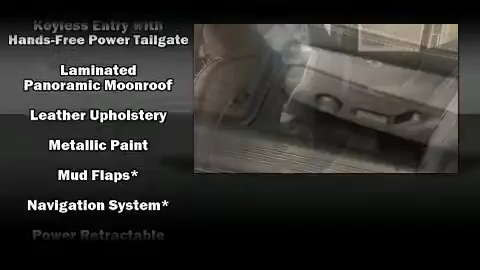 Keyless Entry with
Hands-Free Power Tailgate
Laminated
Panoramic Moonroof
Leather Upholstery
Metallic Paint
Mud Flaps*
Navigation System*
Power Retractable